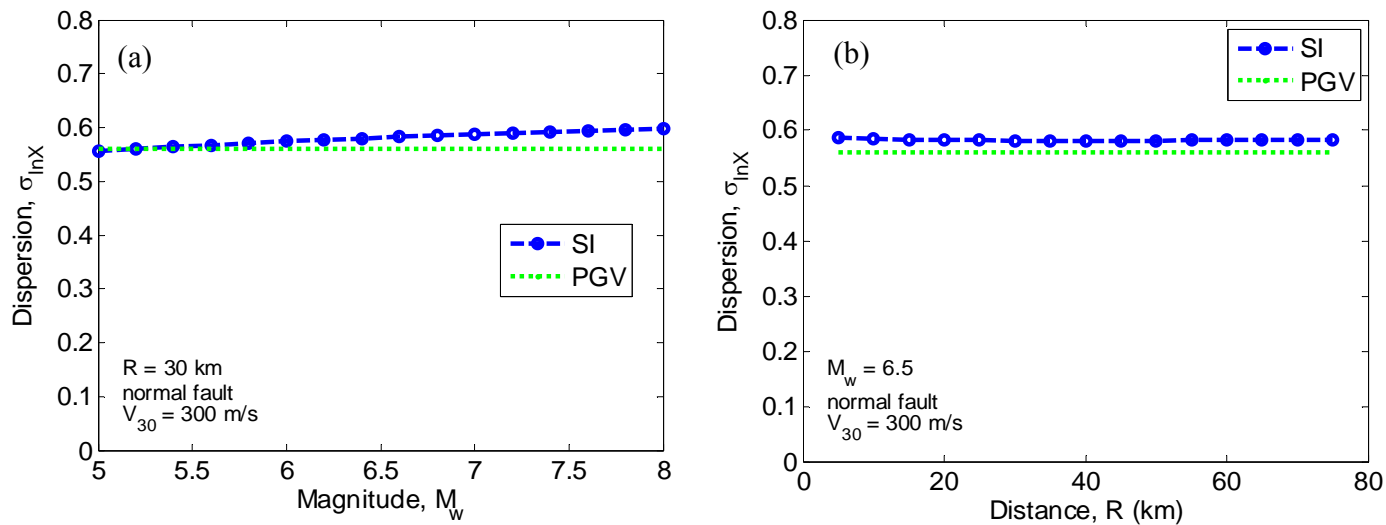 (a)
0.8
0.7
0.6
0.5
0.4
0.3
0.2
0.1
0
Dispersion, σlnX
SI
PGV
R = 30 km
normal fault
V30 = 300 m/s
5 5.5 6 6.5 7 7.5 8
Magnitude, Mw
(b)
0.8
0.7
0.6
0.5
0.4
0.3
0.2
0.1
0
Dispersion, σlnX
SI
PGV
Mw = 6.5
normal fault
V30 = 300 m/s
0 20 40 60 80
Distance, R (km)